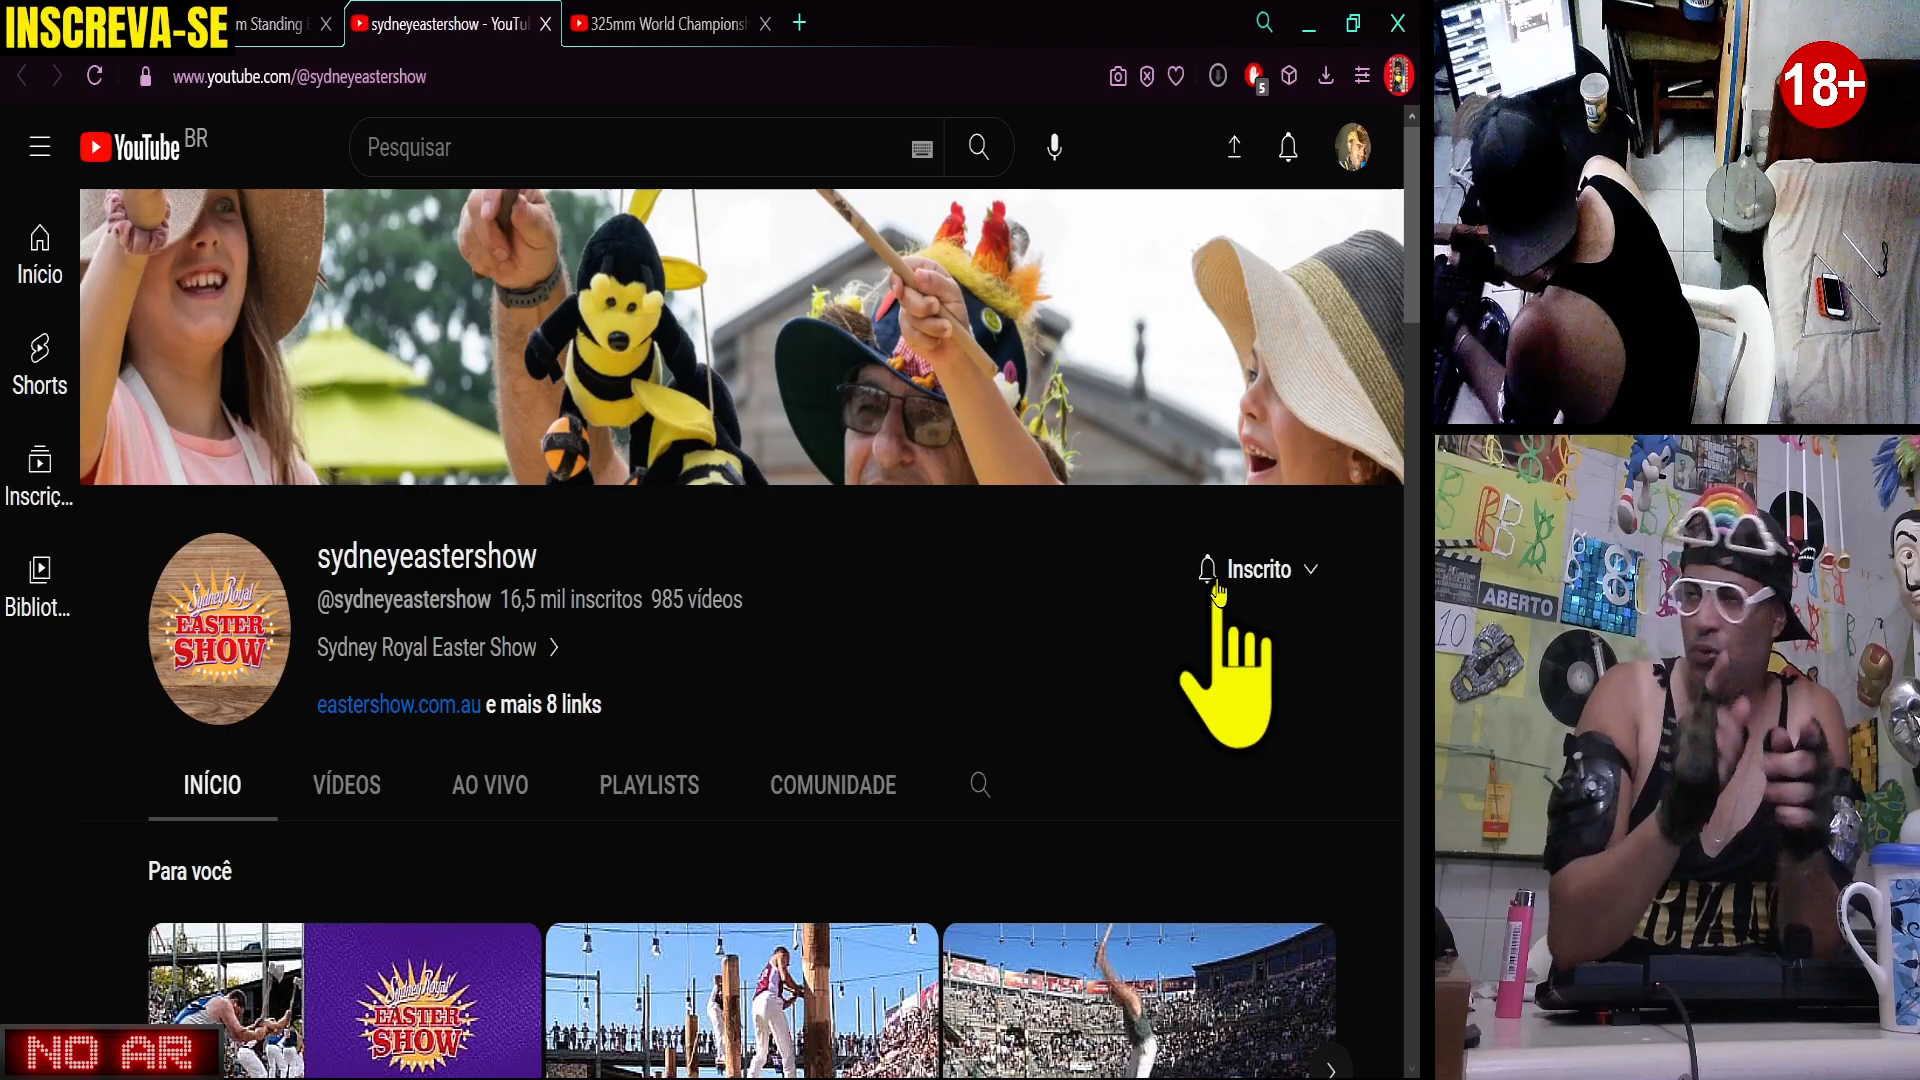 INSCREVA-SE
m Standing
sydneyeastershow - YouTu
325mm World Champions
www.youtube.com/@sydneyeastershow
5
YouTube BR
Pesquisar
Início
Shorts
Inscriç...
Bibliot...
sydneyeastershow
@sydneyeastershow 16,5 mil inscritos 985 vídeos
Sydney Royal Easter Show
eastershow.com.au e mais 8 links
Inscrito
INÍCIO
VÍDEOS
AO VIVO
PLAYLISTS
COMUNIDADE
Para você
Sydney Royal
EASTER
SHOW
Sydney Royal
EASTER
SHOW
NO AR
18+
ABERTO
10